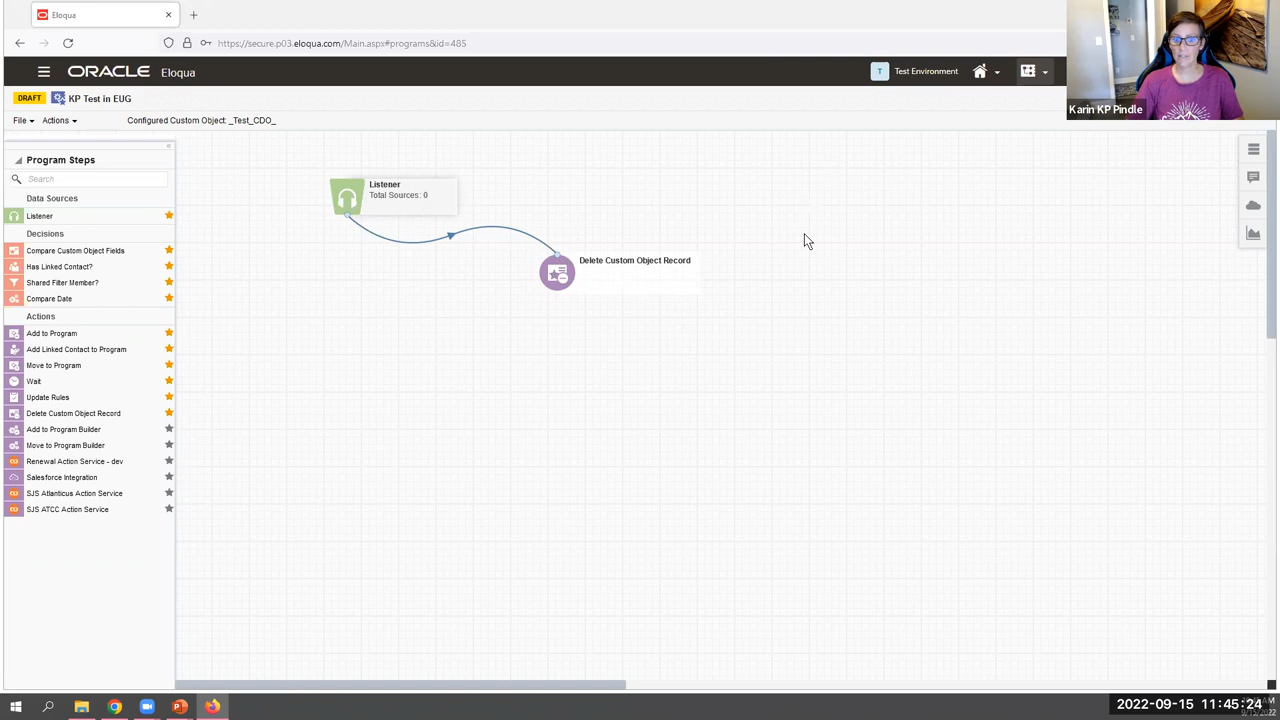 Eloqua
https://secure.p03.eloqua.com/Main.aspx#programs&id=485
ORACLE Eloqua
T Test Environment
Karin KP Pindle
DRAFT KP Test in EUG
File Actions Configured Custom Object: _Test_CDO_
Program Steps
Search
Data Sources
Listener
Decisions
Compare Custom Object Fields
Has Linked Contact?
Shared Filter Member?
Compare Date
Actions
Add to Program
Add Linked Contact to Program
Move to Program
Wait
Update Rules
Delete Custom Object Record
Add to Program Builder
Move to Program Builder
Renewal Action Service - dev
Salesforce Integration
SJS Atlanticus Action Service
SJS ATCC Action Service
Listener
Total Sources: 0
Delete Custom Object Record
2022-09-15 11:45:24